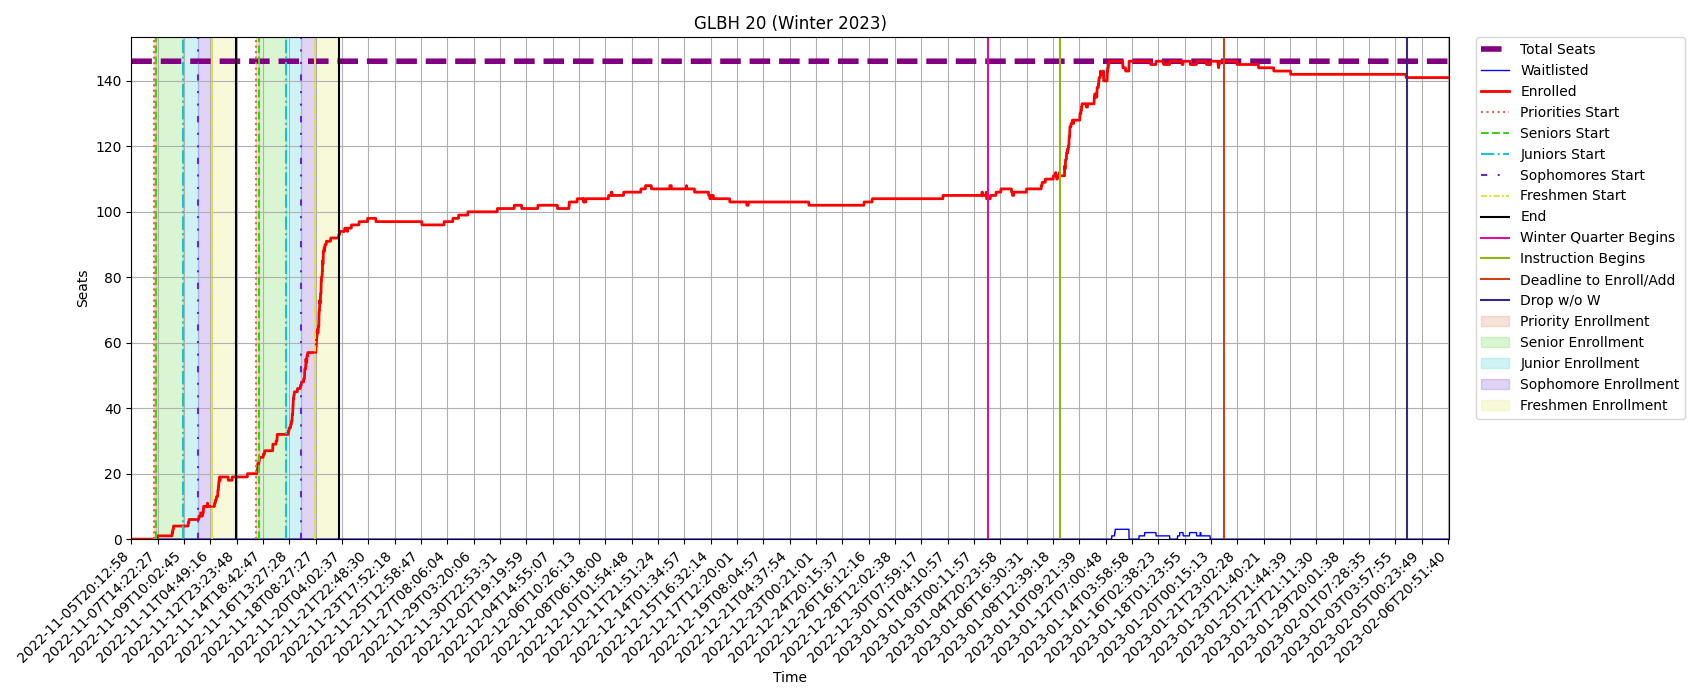 GLBH 20 (Winter 2023)
Seats
140
120
100
80
60
40
20
0
2022-11-05T20:12:58
2022-11-07T14:22:27
2022-11-09T10:02:45
2022-11-11T04:49:16
2022-11-12T23:23:48
2022-11-14T18:42:47
2022-11-16T13:27:28
2022-11-18T08:27:27
2022-11-20T04:02:37
2022-11-21T22:48:30
2022-11-23T17:52:18
2022-11-25T12:58:47
2022-11-27T08:06:04
2022-11-29T03:20:06
2022-11-30T22:53:31
2022-12-02T19:19:59
2022-12-04T14:55:07
2022-12-06T10:26:13
2022-12-08T06:18:00
2022-12-10T01:54:48
2022-12-11T21:51:24
2022-12-14T01:34:57
2022-12-15T16:32:14
2022-12-17T12:20:01
2022-12-19T08:04:57
2022-12-21T04:37:54
2022-12-23T00:21:01
2022-12-24T20:15:37
2022-12-26T16:12:16
2022-12-28T12:02:38
2022-12-30T07:59:17
2023-01-01T04:10:57
2023-01-03T00:11:57
2023-01-04T20:23:58
2023-01-06T16:30:31
2023-01-08T12:39:18
2023-01-10T09:21:39
2023-01-12T07:00:48
2023-01-14T03:58:58
2023-01-16T02:38:23
2023-01-18T01:23:55
2023-01-20T00:15:13
2023-01-21T23:02:28
2023-01-23T21:40:21
2023-01-25T21:44:39
2023-01-27T21:11:30
2023-01-29T20:01:38
2023-02-01T07:28:35
2023-02-03T03:57:55
2023-02-05T00:23:49
2023-02-06T20:51:40
Time
Total Seats
Waitlisted
Enrolled
Priorities Start
Seniors Start
Juniors Start
Sophomores Start
Freshmen Start
End
Winter Quarter Begins
Instruction Begins
Deadline to Enroll/Add
Drop w/o W
Priority Enrollment
Senior Enrollment
Junior Enrollment
Sophomore Enrollment
Freshmen Enrollment